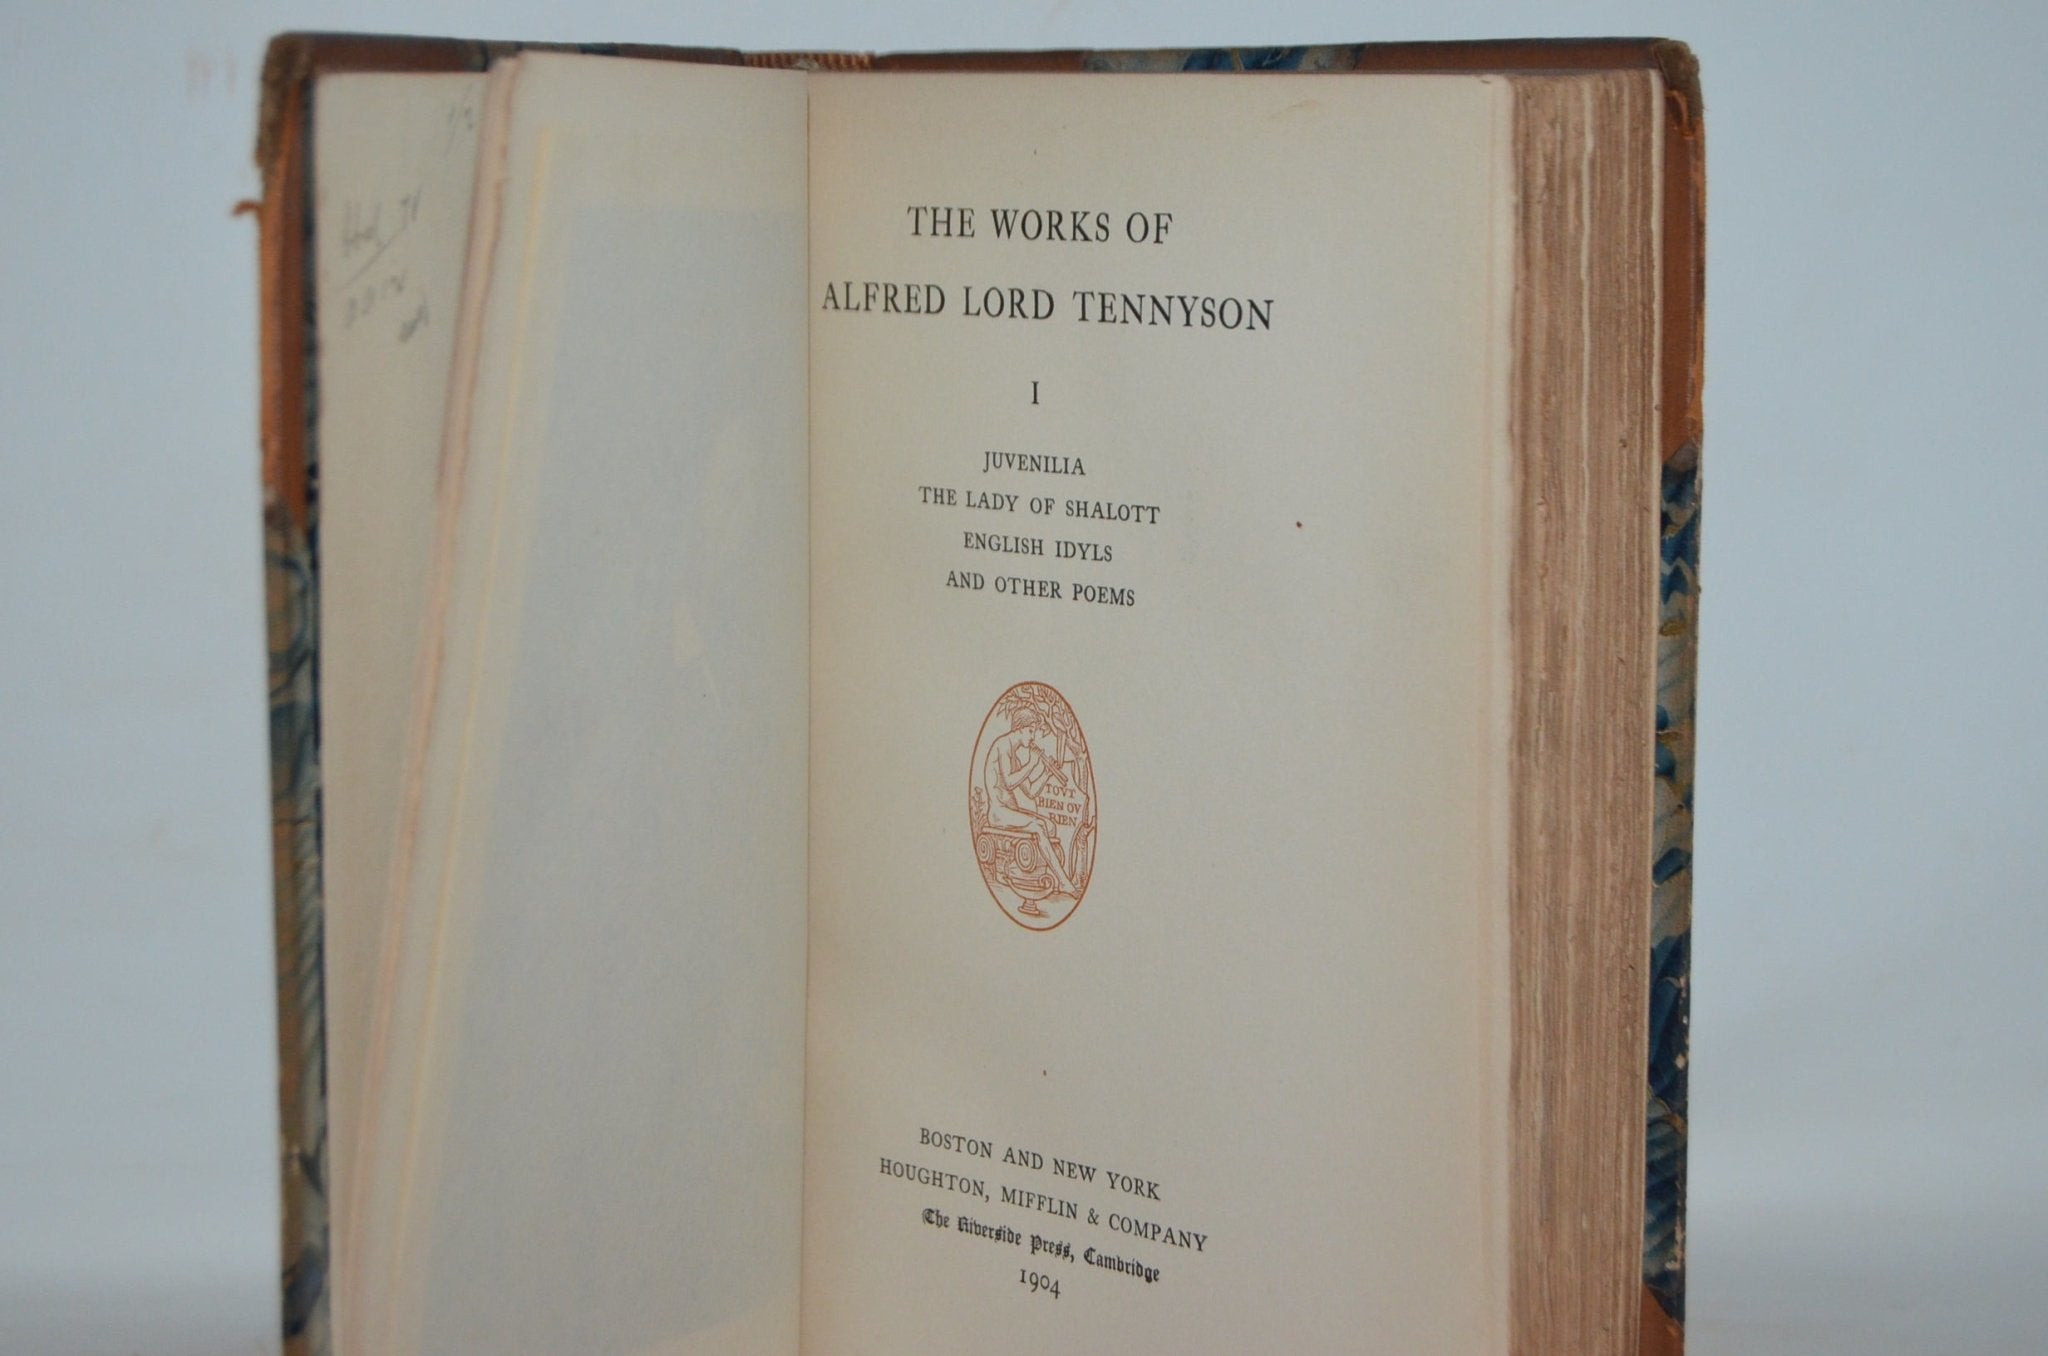 THE WORKS OF
ALFRED LORD TENNYSON
I
JUVENILIA
THE LADY OF SHALOTT
ENGLISH IDYLS
AND OTHER POEMS
TOVT
BIEN OV
RIEN
BOSTON AND NEW YORK
HOUGHTON, MIFFLIN & COMPANY
The Riverside Press, Cambridge
1904